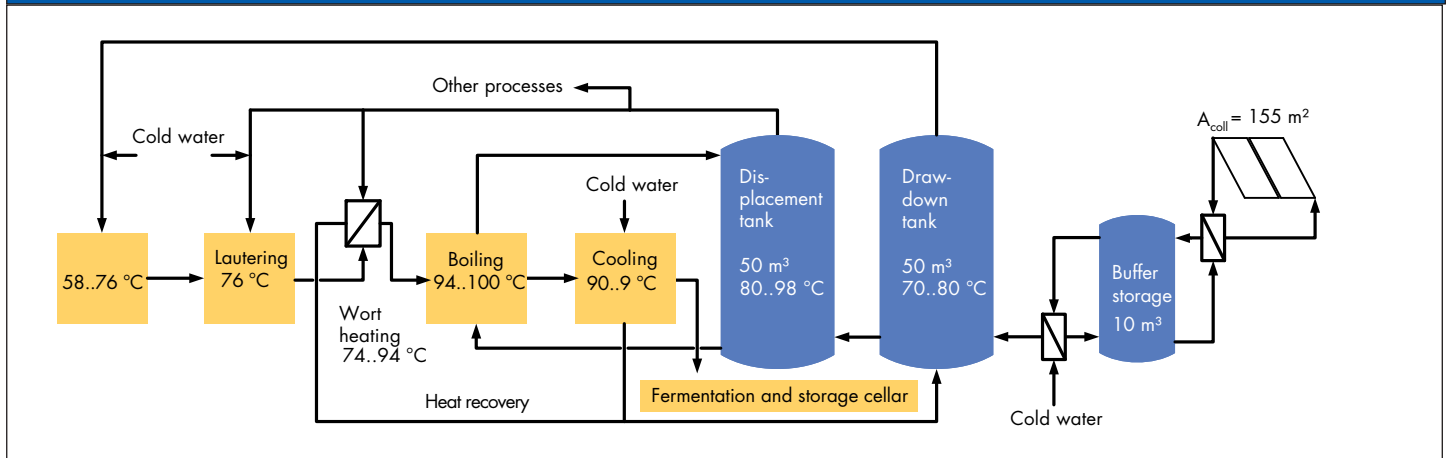 Other processes
Cold water
A_coll = 155 m²
Cold water
Dis-
placement
tank
50 m³
80..98 °C
Draw-
down
tank
50 m³
70..80 °C
58..76 °C
Lautering
76 °C
Boiling
94..100 °C
Cooling
90..9 °C
Buffer
storage
10 m³
Wort
heating
74..94 °C
Fermentation and storage cellar
Heat recovery
Cold water